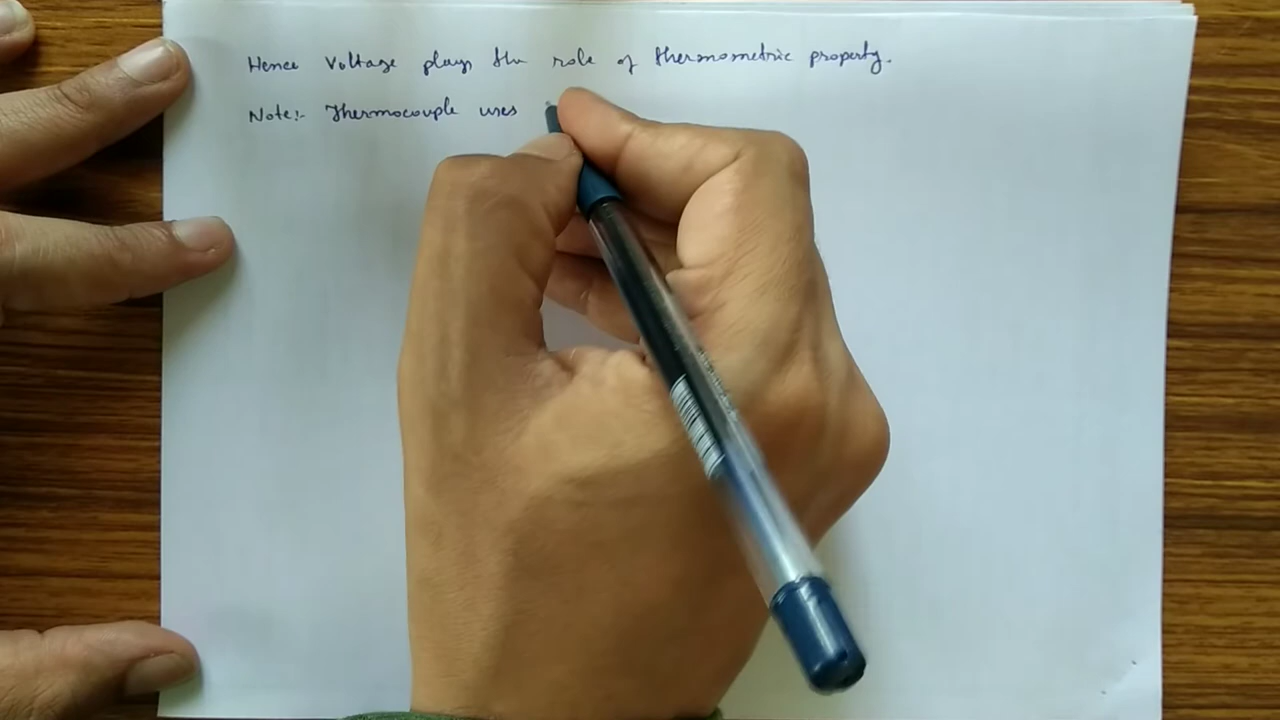 Hence Voltage plays the role of thermometric property.
Note:- Thermocouple uses